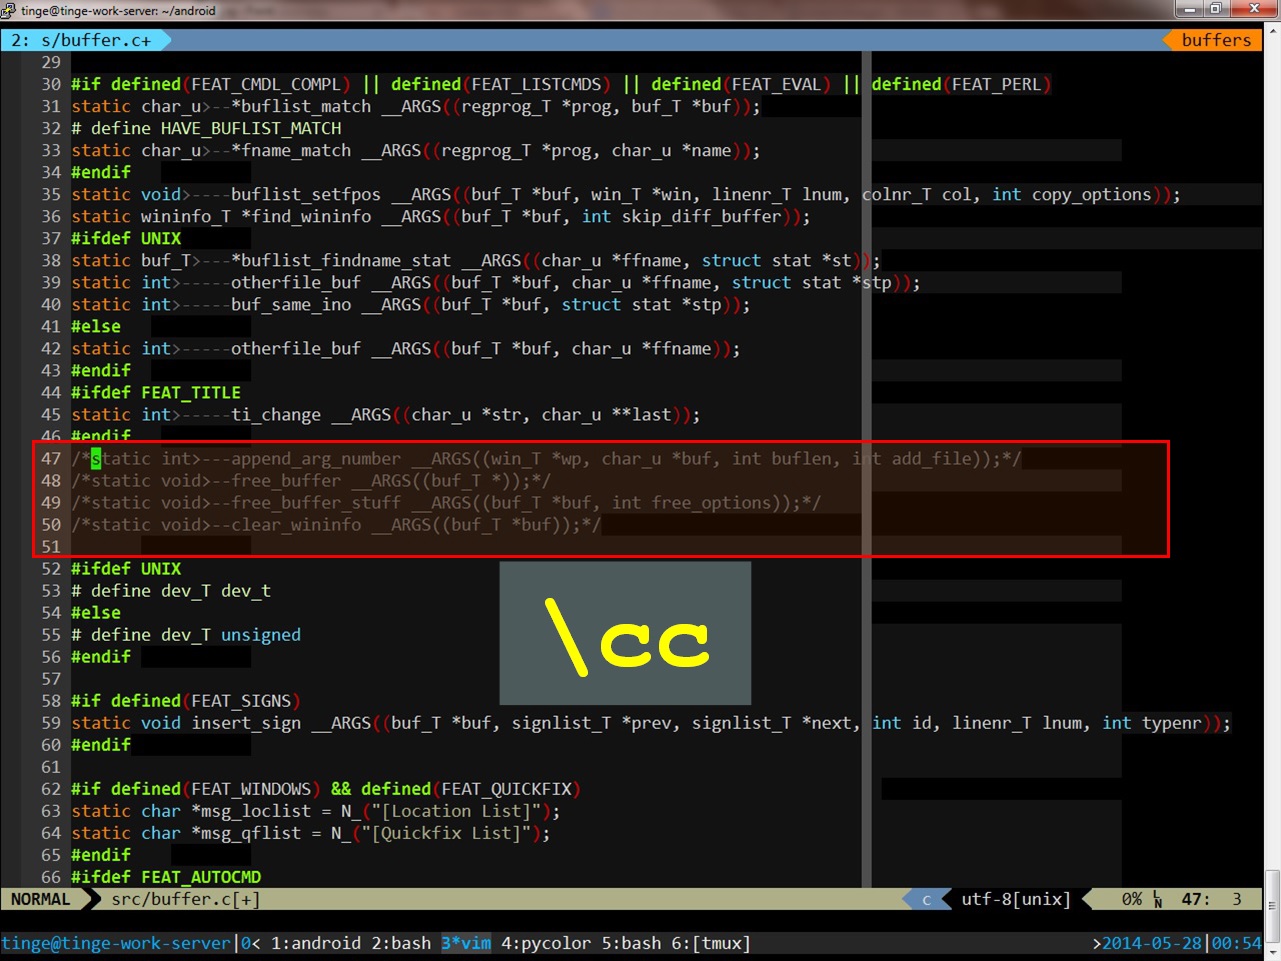 tinge@tinge-work-server: ~/android
2: s/buffer.c+ buffers
29
30 #if defined(FEAT_CMDL_COMPL) || defined(FEAT_LISTCMDS) || defined(FEAT_EVAL) || defined(FEAT_PERL)
31 static char_u>--*buflist_match __ARGS((regprog_T *prog, buf_T *buf));
32 # define HAVE_BUFLIST_MATCH
33 static char_u>--*fname_match __ARGS((regprog_T *prog, char_u *name));
34 #endif
35 static void>----buflist_setfpos __ARGS((buf_T *buf, win_T *win, linenr_T lnum, colnr_T col, int copy_options));
36 static wininfo_T *find_wininfo __ARGS((buf_T *buf, int skip_diff_buffer));
37 #ifdef UNIX
38 static buf_T>---*buflist_findname_stat __ARGS((char_u *ffname, struct stat *st));
39 static int>-----otherfile_buf __ARGS((buf_T *buf, char_u *ffname, struct stat *stp));
40 static int>-----buf_same_ino __ARGS((buf_T *buf, struct stat *stp));
41 #else
42 static int>-----otherfile_buf __ARGS((buf_T *buf, char_u *ffname));
43 #endif
44 #ifdef FEAT_TITLE
45 static int>-----ti_change __ARGS((char_u *str, char_u **last));
46 #endif
47 /*static int>---append_arg_number __ARGS((win_T *wp, char_u *buf, int buflen, int add_file));*/
48 /*static void>--free_buffer __ARGS((buf_T *));*/
49 /*static void>--free_buffer_stuff __ARGS((buf_T *buf, int free_options));*/
50 /*static void>--clear_wininfo __ARGS((buf_T *buf));*/
51
52 #ifdef UNIX
53 # define dev_T dev_t
54 #else
55 # define dev_T unsigned
56 #endif
57
58 #if defined(FEAT_SIGNS)
59 static void insert_sign __ARGS((buf_T *buf, signlist_T *prev, signlist_T *next, int id, linenr_T lnum, int typenr));
60 #endif
61
62 #if defined(FEAT_WINDOWS) && defined(FEAT_QUICKFIX)
63 static char *msg_loclist = N_("[Location List]");
64 static char *msg_qflist = N_("[Quickfix List]");
65 #endif
66 #ifdef FEAT_AUTOCMD
\cc
NORMAL src/buffer.c[+] c utf-8[unix] 0% LN 47: 3
tinge@tinge-work-server|0< 1:android 2:bash 3*vim 4:pycolor 5:bash 6:[tmux] >2014-05-28|00:54